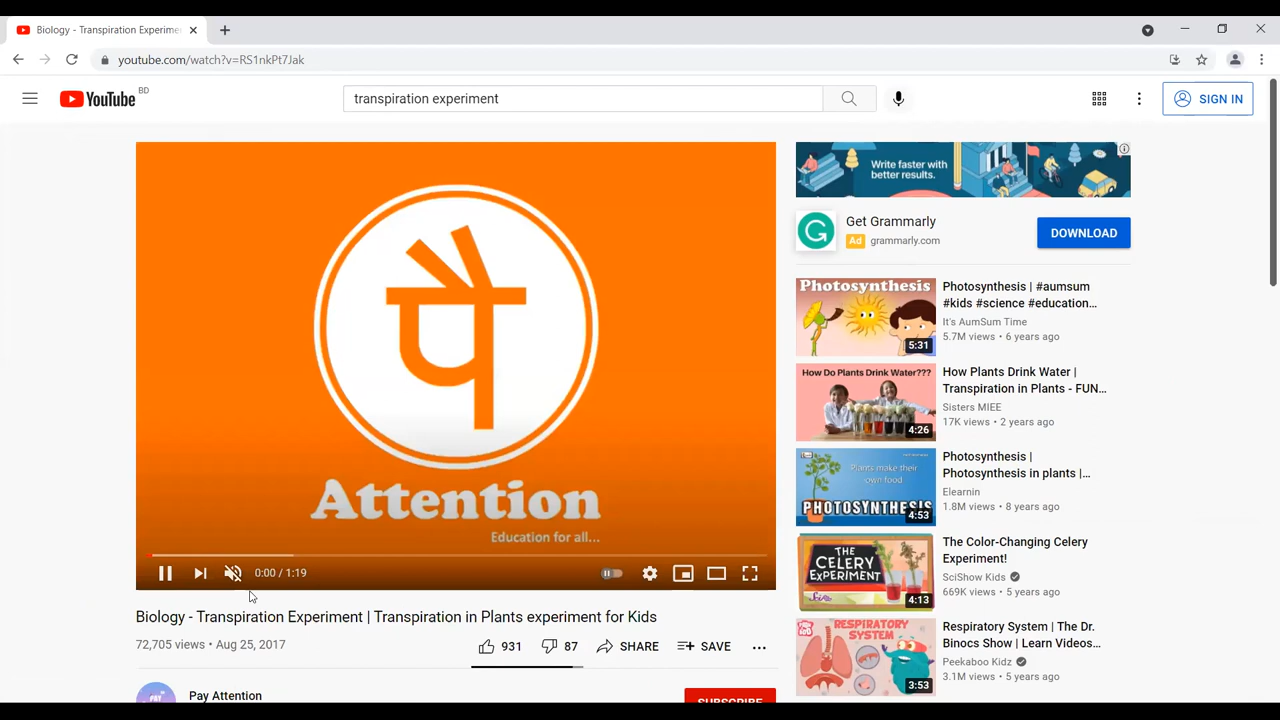 Biology - Transpiration Experime
youtube.com/watch?v=RS1nkPt7Jak
YouTube BD
transpiration experiment
SIGN IN
पे
Attention
Education for all...
0:00 / 1:19
Biology - Transpiration Experiment | Transpiration in Plants experiment for Kids
72,705 views • Aug 25, 2017
931
87
SHARE
SAVE
PAY
Pay Attention
SUBSCRIBE
Write faster with
better results.
Get Grammarly
Ad grammarly.com
DOWNLOAD
Photosynthesis
5:31
Photosynthesis | #aumsum
#kids #science #education...
It's AumSum Time
5.7M views • 6 years ago
How Do Plants Drink Water???
4:26
How Plants Drink Water |
Transpiration in Plants - FUN...
Sisters MIEE
17K views • 2 years ago
Plants make their
own food
PHOTOSYNTHESIS
4:53
Photosynthesis |
Photosynthesis in plants |...
Elearnin
1.8M views • 8 years ago
THE
CELERY
EXPERIMENT
4:13
The Color-Changing Celery
Experiment!
SciShow Kids
669K views • 5 years ago
RESPIRATORY
SYSTEM
3:53
Respiratory System | The Dr.
Binocs Show | Learn Videos...
Peekaboo Kidz
3.1M views • 5 years ago